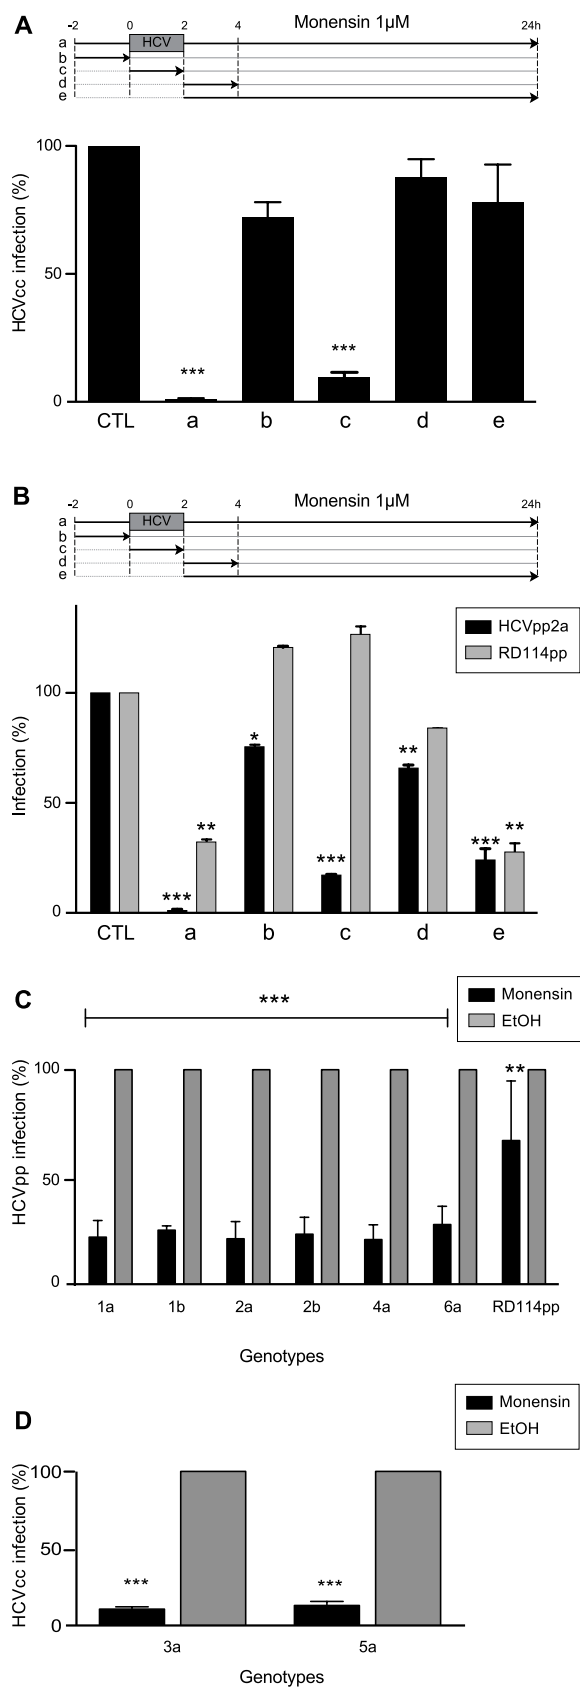 A
Monensin 1µM
-2 0 2 4 24h
a HCV
b
c
d
e
HCVcc infection (%)
100
50
0
*** ***
CTL a b c d e
B
Monensin 1µM
-2 0 2 4 24h
a HCV
b
c
d
e
HCVpp2a
RD114pp
Infection (%)
100
50
0
*** ** * *** ** *** **
CTL a b c d e
C
Monensin
EtOH
***
**
HCVpp infection (%)
100
50
0
1a 1b 2a 2b 4a 6a RD114pp
Genotypes
D
Monensin
EtOH
HCVcc infection (%)
100
50
0
*** ***
3a 5a
Genotypes